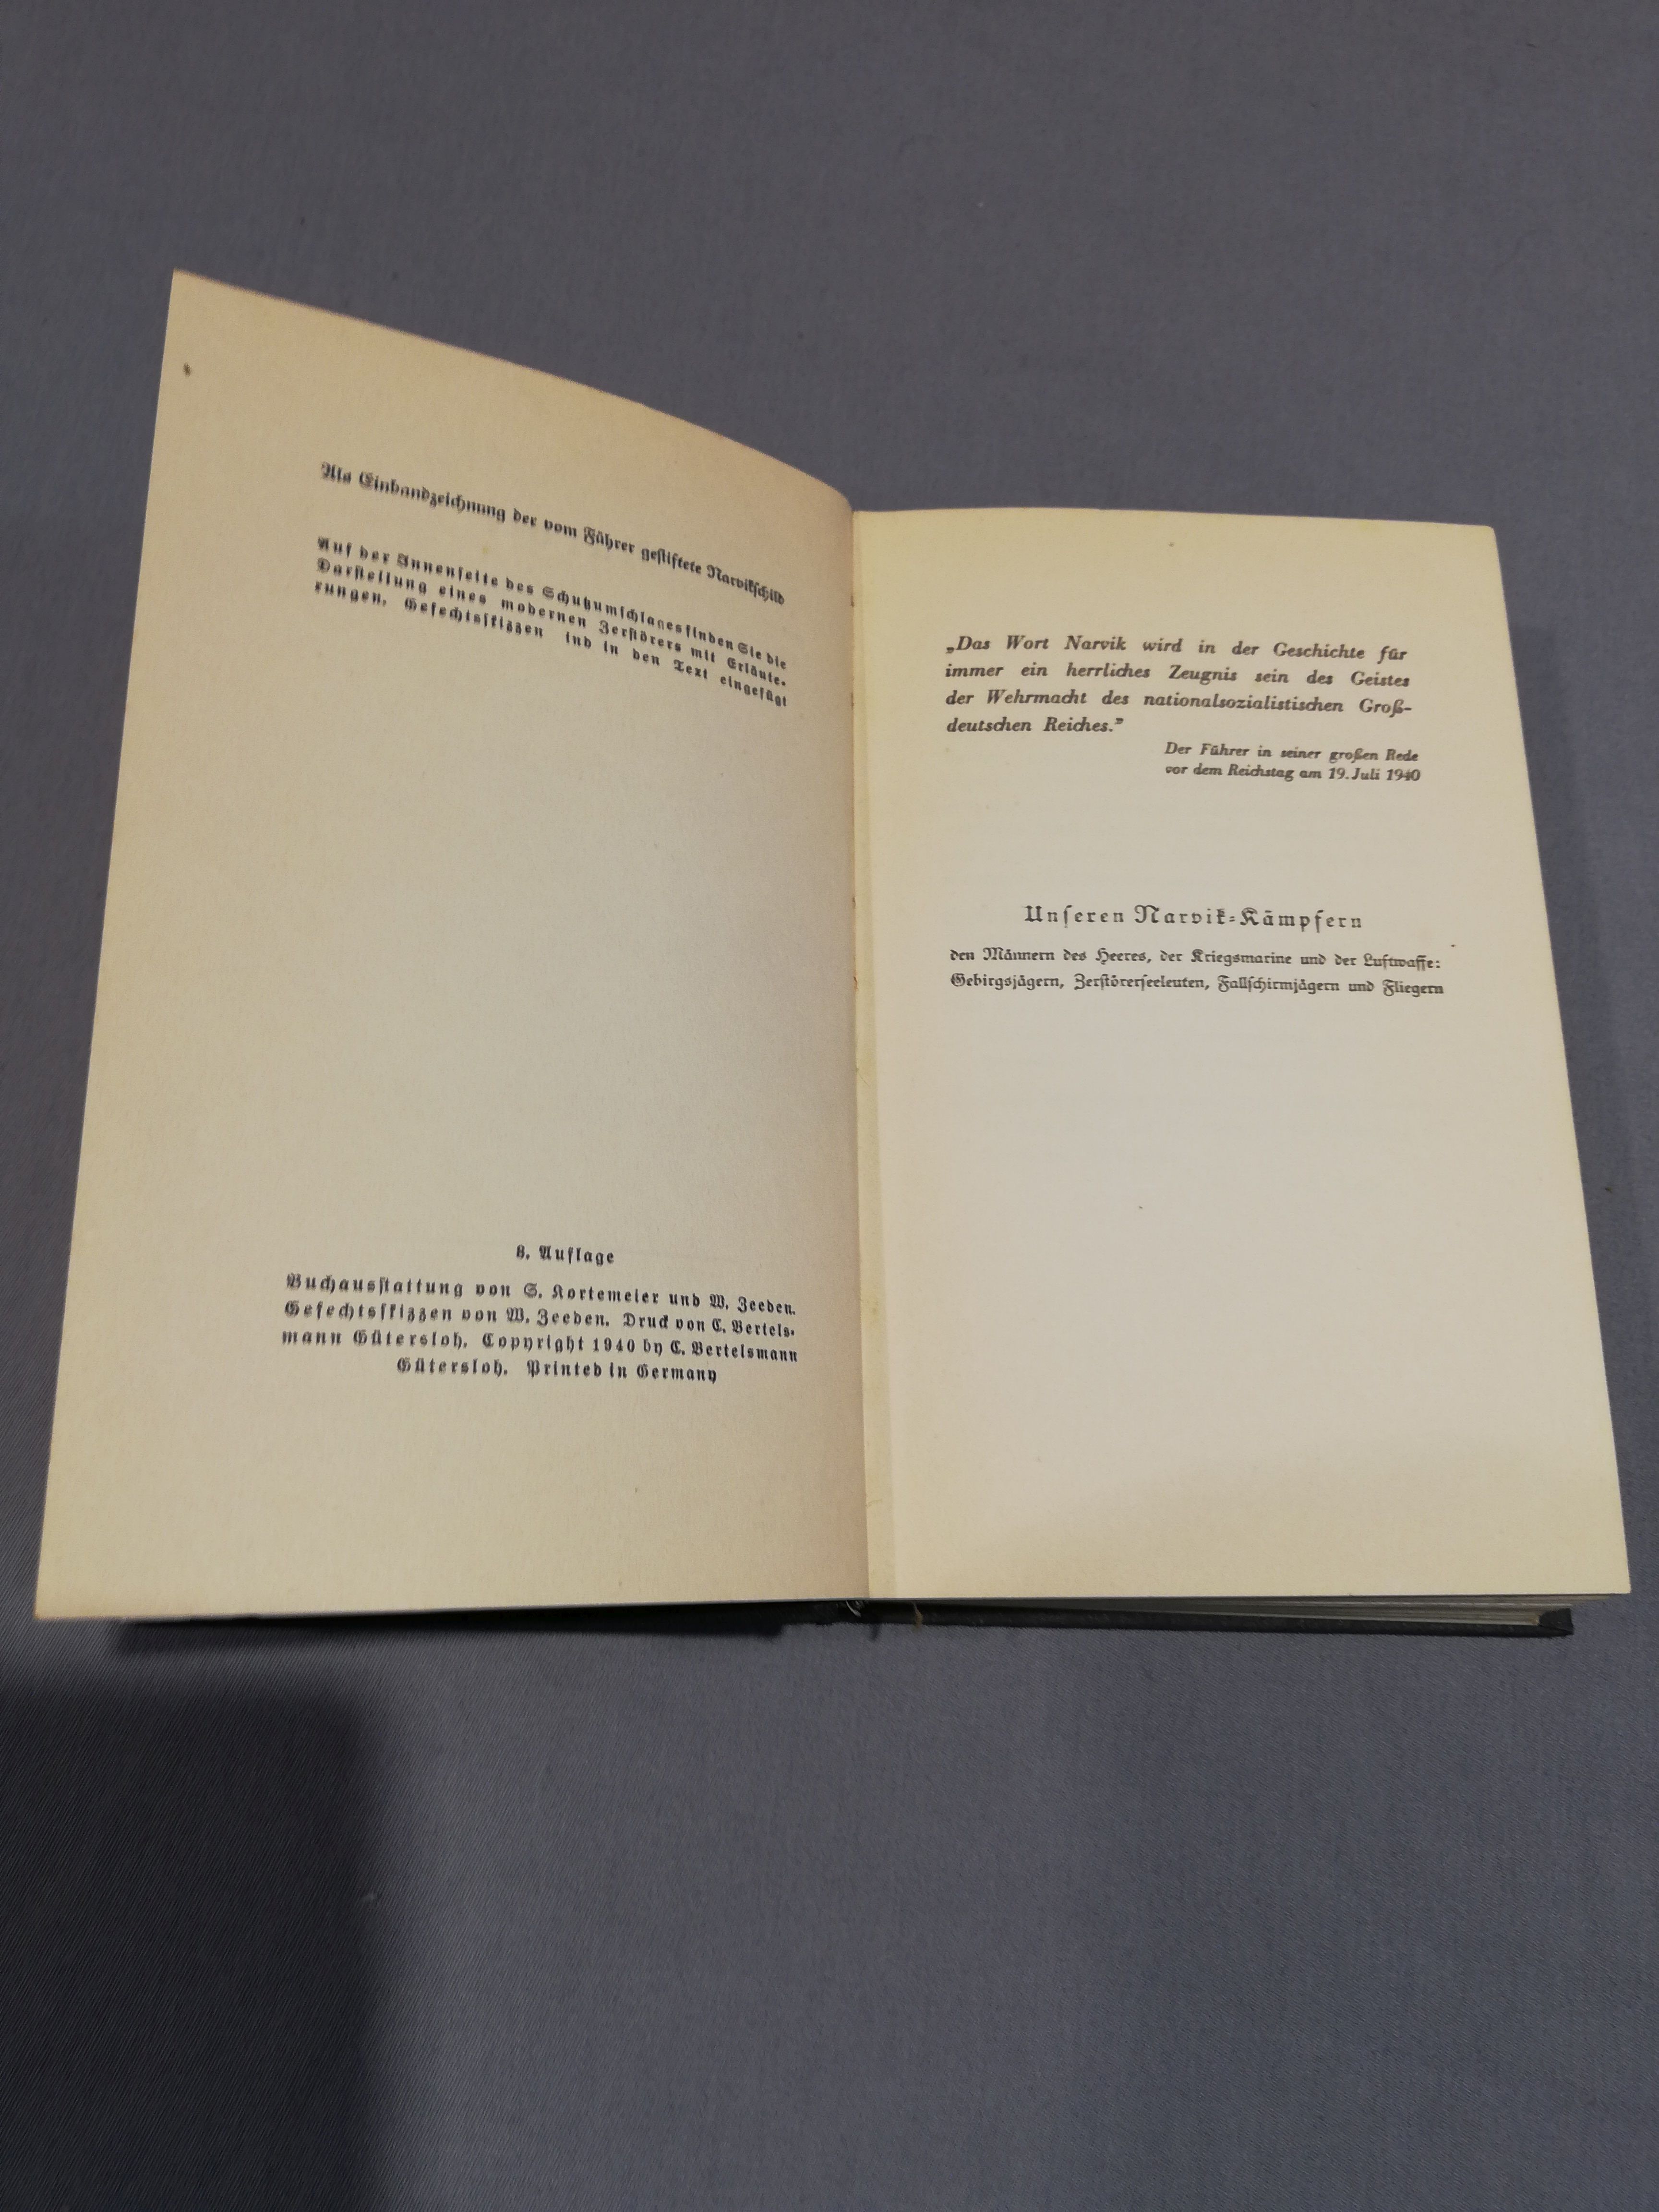 Als Einbandzeichnung der vom Führer gestiftete Narvikschild
Auf der Innenseite des Schutzumschlages finden Sie die
Darstellung eines modernen Zerstörers mit Erläute-
rungen. Gefechtsskizzen ind in den Text eingefügt
8. Auflage
Buchausstattung von S. Kortemeier und W. Zeeden.
Gefechtsskizzen von W. Zeeden. Druck von C. Bertels-
mann Gütersloh. Copyright 1940 by C. Bertelsmann
Gütersloh. Printed in Germany
„Das Wort Narvik wird in der Geschichte für
immer ein herrliches Zeugnis sein des Geistes
der Wehrmacht des nationalsozialistischen Groß-
deutschen Reiches.”
Der Führer in seiner großen Rede
vor dem Reichstag am 19. Juli 1940
Unseren Narvik-Kämpfern
den Männern des Heeres, der Kriegsmarine und der Luftwaffe:
Gebirgsjägern, Zerstörerseeleuten, Fallschirmjägern und Fliegern